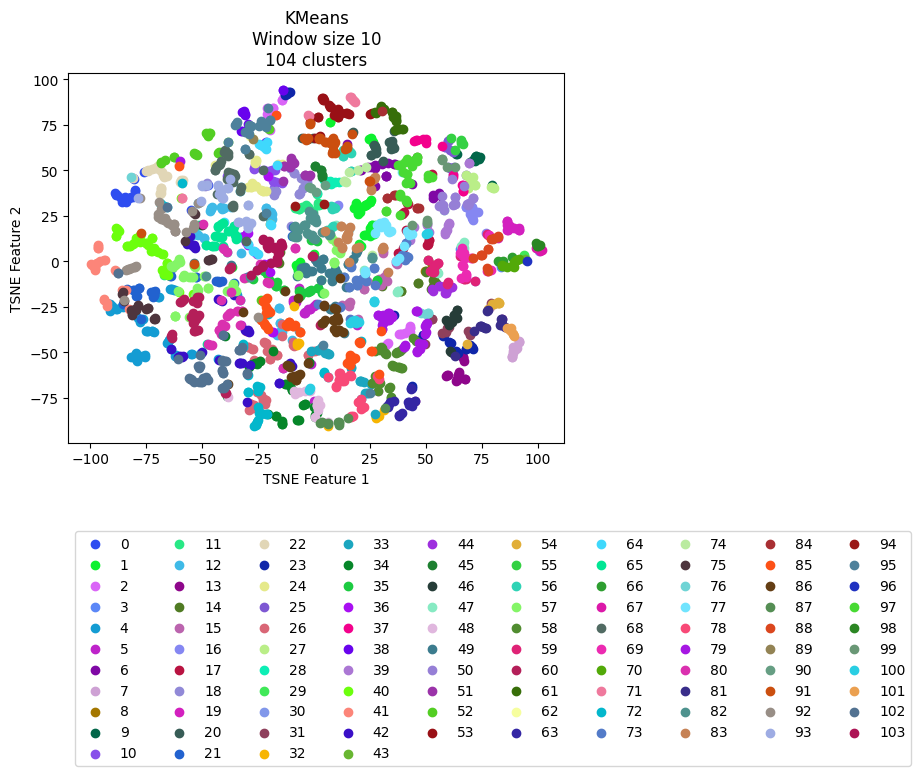 KMeans
Window size 10
104 clusters
100
75
50
25
0
−25
−50
−75
TSNE Feature 2
−100 −75 −50 −25 0 25 50 75 100
TSNE Feature 1
0 11 22 33 44 54 64 74 84 94
1 12 23 34 45 55 65 75 85 95
2 13 24 35 46 56 66 76 86 96
3 14 25 36 47 57 67 77 87 97
4 15 26 37 48 58 68 78 88 98
5 16 27 38 49 59 69 79 89 99
6 17 28 39 50 60 70 80 90 100
7 18 29 40 51 61 71 81 91 101
8 19 30 41 52 62 72 82 92 102
9 20 31 42 53 63 73 83 93 103
10 21 32 43